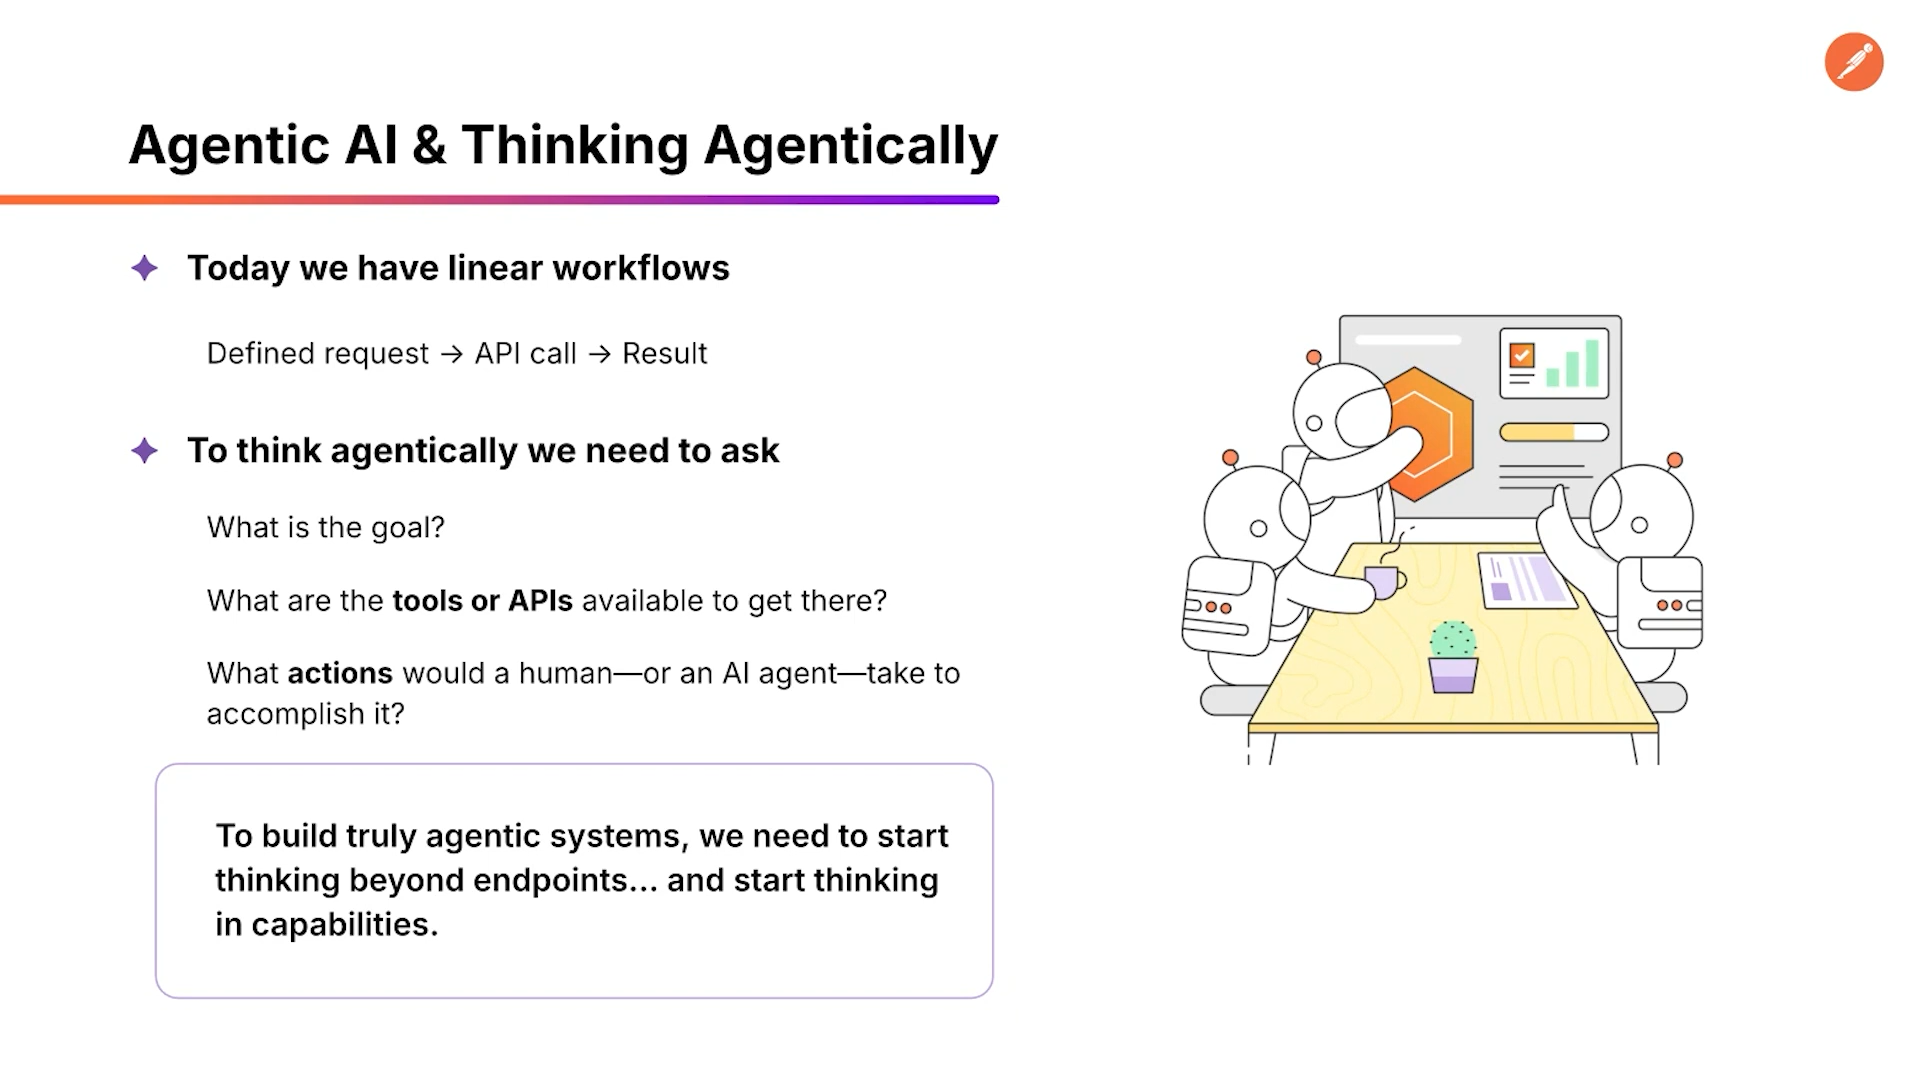 Agentic AI & Thinking Agentically
Today we have linear workflows
Defined request → API call → Result
To think agentically we need to ask
What is the goal?
What are the tools or APIs available to get there?
What actions would a human—or an AI agent—take to
accomplish it?
To build truly agentic systems, we need to start
thinking beyond endpoints... and start thinking
in capabilities.